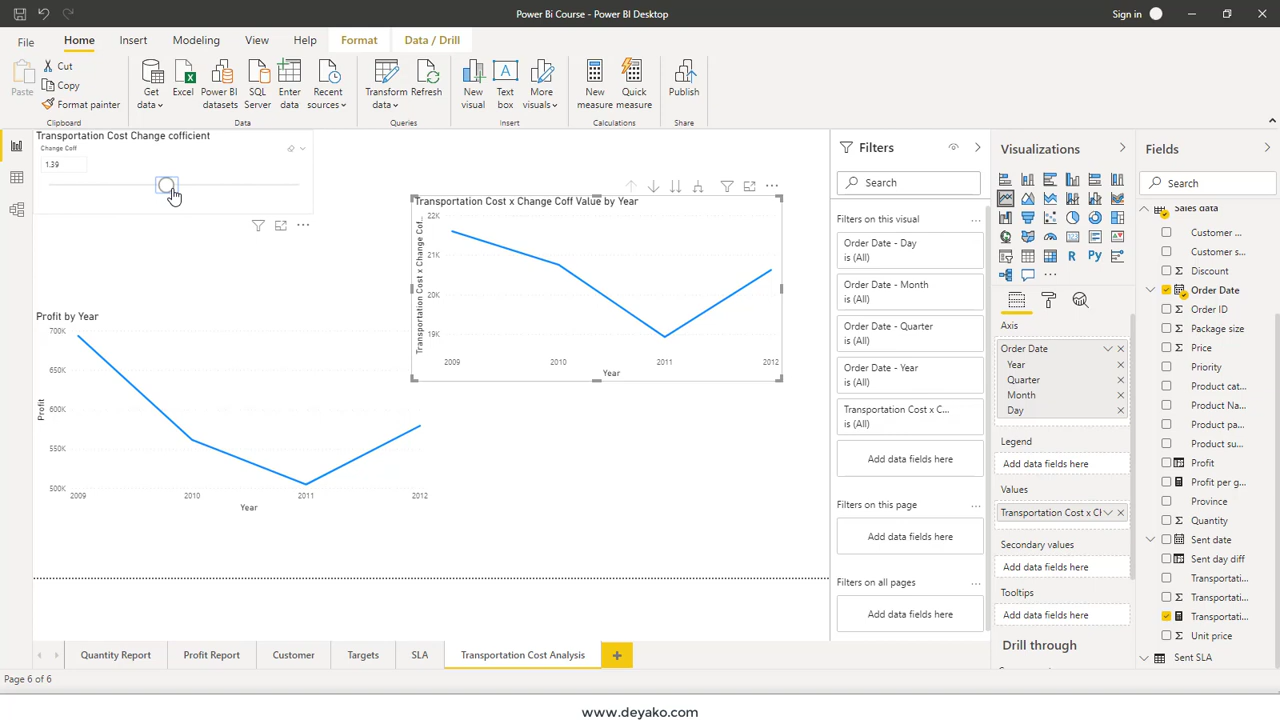 Power Bi Course - Power BI Desktop
Sign in
File
Home
Insert
Modeling
View
Help
Format
Data / Drill
Paste
Cut
Copy
Format painter
Clipboard
Get data
Excel
Power BI datasets
SQL Server
Enter data
Recent sources
Data
Transform data
Refresh
Queries
New visual
Text box
More visuals
Insert
New measure
Quick measure
Calculations
Publish
Share
Transportation Cost Change cofficient
Change Coff
1.39
Transportation Cost x Change Coff Value by Year
Transportation Cost x Change Cof...
22K
21K
20K
19K
2009
2010
2011
2012
Year
Profit by Year
Profit
700K
650K
600K
550K
500K
2009
2010
2011
2012
Year
Filters
Search
Filters on this visual
...
Order Date - Day
is (All)
Order Date - Month
is (All)
Order Date - Quarter
is (All)
Order Date - Year
is (All)
Transportation Cost x C...
is (All)
Add data fields here
Filters on this page
...
Add data fields here
Filters on all pages
...
Add data fields here
Visualizations
R
Py
...
Axis
Order Date
Year
Quarter
Month
Day
Legend
Add data fields here
Values
Transportation Cost x Cl
Secondary values
Add data fields here
Tooltips
Add data fields here
Drill through
Fields
Search
Sales data
Customer ...
Customer s...
Discount
Order Date
Order ID
Package size
Price
Priority
Product cat...
Product Na...
Product pa...
Product su...
Profit
Profit per g...
Province
Quantity
Sent date
Sent day diff
Transportati...
Transportati...
Transportati...
Unit price
Sent SLA
Quantity Report
Profit Report
Customer
Targets
SLA
Transportation Cost Analysis
Page 6 of 6
www.deyako.com